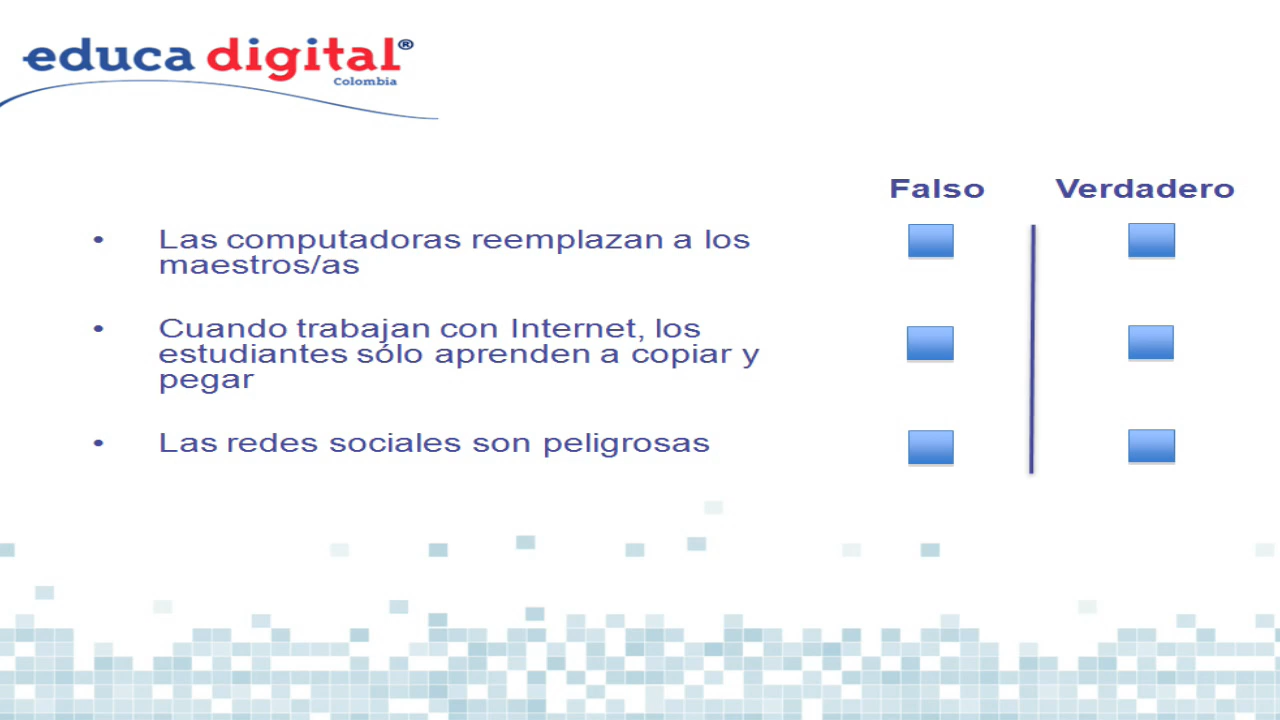 educa digital®
Colombia
Falso Verdadero
• Las computadoras reemplazan a los
maestros/as
• Cuando trabajan con Internet, los
estudiantes sólo aprenden a copiar y
pegar
• Las redes sociales son peligrosas